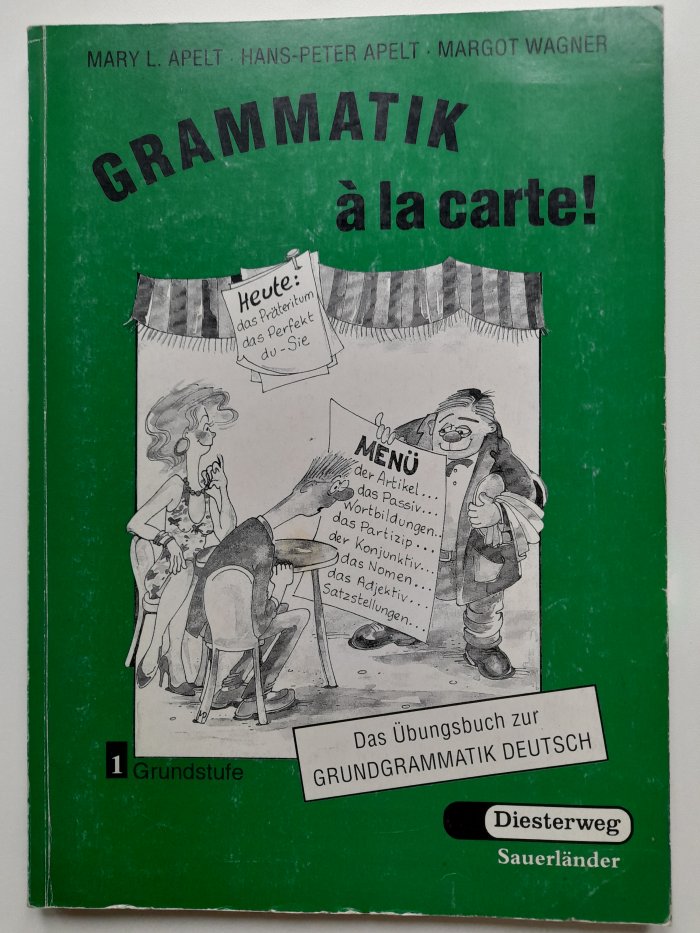 MARY L. APELT · HANS-PETER APELT · MARGOT WAGNER
GRAMMATIK
à la carte!
Heute:
das Präteritum
das Perfekt
du-Sie
MENÜ
der Artikel...
das Passiv...
Wortbildungen..
das Partizip...
der Konjunktiv...
das Nomen...
das Adjektiv...
Satzstellungen...
Das Übungsbuch zur
GRUNDGRAMMATIK DEUTSCH
1 Grundstufe
Diesterweg
Sauerländer